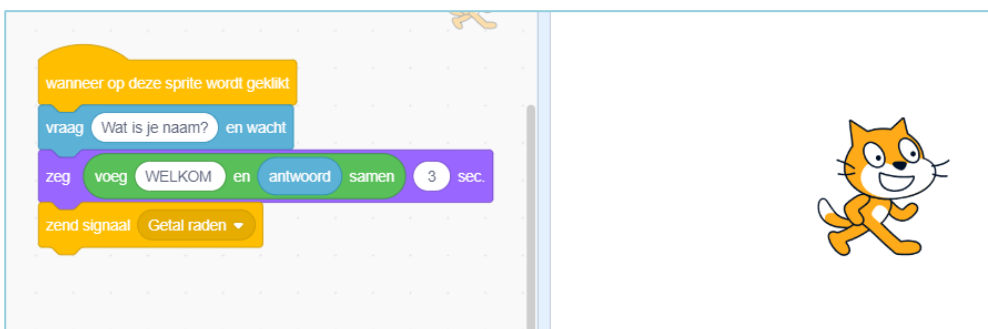 wanneer op deze sprite wordt geklikt
vraag Wat is je naam? en wacht
zeg voeg WELKOM en antwoord samen 3 sec.
zend signaal Getal raden